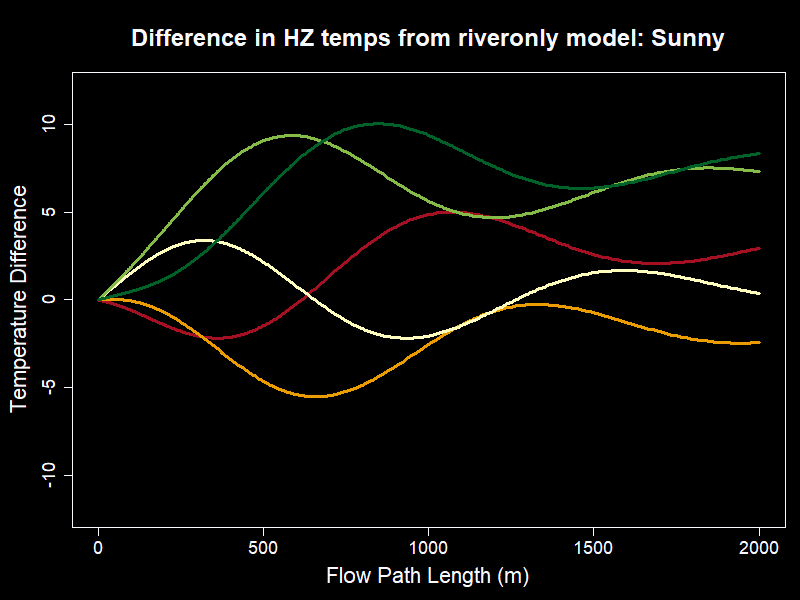 Difference in HZ temps from riveronly model: Sunny
Temperature Difference
10
5
0
-5
-10
0 500 1000 1500 2000
Flow Path Length (m)